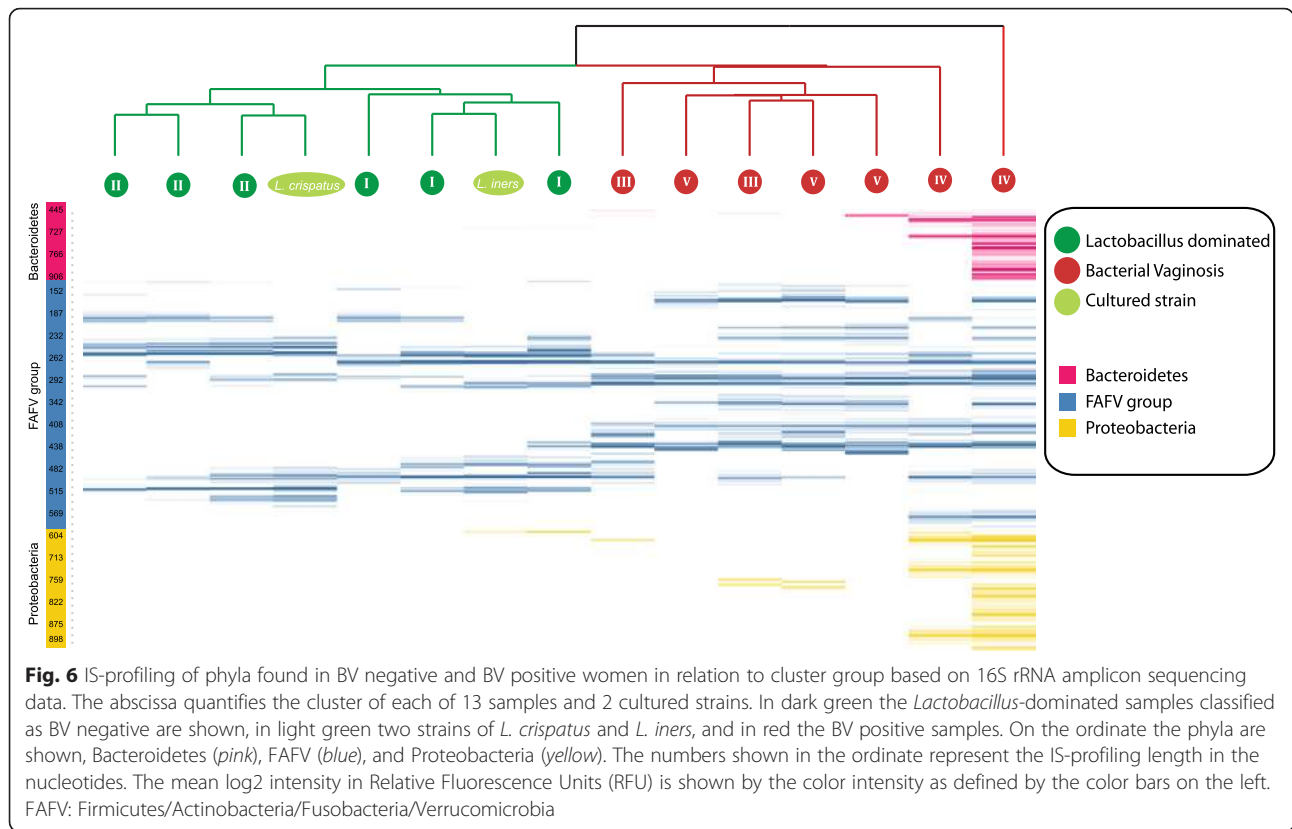 II II II L. crispatus I I L. iners I III V III V V IV IV
Bacteroidetes
445
727
766
906
FAFV group
152
187
232
262
292
342
408
438
482
515
569
Proteobacteria
604
713
759
822
875
898
Lactobacillus dominated
Bacterial Vaginosis
Cultured strain
Bacteroidetes
FAFV group
Proteobacteria
Fig. 6 IS-profiling of phyla found in BV negative and BV positive women in relation to cluster group based on 16S rRNA amplicon sequencing
data. The abscissa quantifies the cluster of each of 13 samples and 2 cultured strains. In dark green the Lactobacillus-dominated samples classified
as BV negative are shown, in light green two strains of L. crispatus and L. iners, and in red the BV positive samples. On the ordinate the phyla are
shown, Bacteroidetes (pink), FAFV (blue), and Proteobacteria (yellow). The numbers shown in the ordinate represent the IS-profiling length in the
nucleotides. The mean log2 intensity in Relative Fluorescence Units (RFU) is shown by the color intensity as defined by the color bars on the left.
FAFV: Firmicutes/Actinobacteria/Fusobacteria/Verrucomicrobia